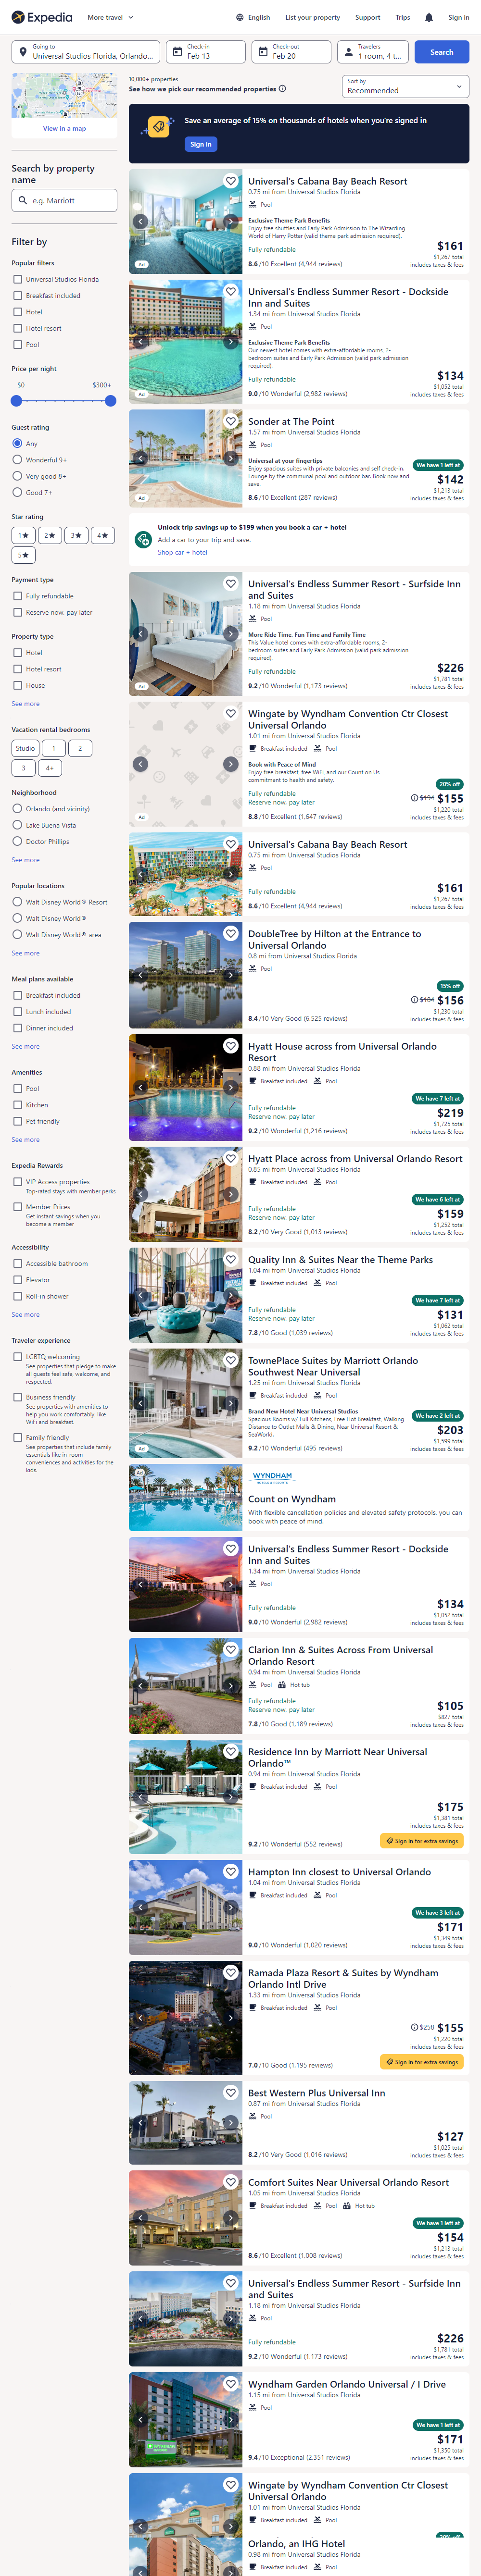 Expedia
More travel
English
List your property
Support
Trips
Sign in
Going to
Universal Studios Florida, Orlando...
Check-in
Feb 13
Check-out
Feb 20
Travelers
1 room, 4 t...
Search
View in a map
Search by property
name
e.g. Marriott
Filter by
Popular filters
Universal Studios Florida
Breakfast included
Hotel
Hotel resort
Pool
Price per night
$0
$300+
Guest rating
Any
Wonderful 9+
Very good 8+
Good 7+
Star rating
1★
2★
3★
4★
5★
Payment type
Fully refundable
Reserve now, pay later
Property type
Hotel
Hotel resort
House
See more
Vacation rental bedrooms
Studio
1
2
3
4+
Neighborhood
Orlando (and vicinity)
Lake Buena Vista
Doctor Phillips
See more
Popular locations
Walt Disney World® Resort
Walt Disney World®
Walt Disney World® area
See more
Meal plans available
Breakfast included
Lunch included
Dinner included
See more
Amenities
Pool
Kitchen
Pet friendly
See more
Expedia Rewards
VIP Access properties
Top-rated stays with member perks
Member Prices
Get instant savings when you
become a member
Accessibility
Accessible bathroom
Elevator
Roll-in shower
See more
Traveler experience
LGBTQ welcoming
See properties that pledge to make
all guests feel safe, welcome, and
respected.
Business friendly
See properties with amenities to
help you work comfortably, like
WiFi and breakfast.
Family friendly
See properties that include family
essentials like in-room
conveniences and activities for the
kids.
10,000+ properties
See how we pick our recommended properties
Sort by
Recommended
Save an average of 15% on thousands of hotels when you're signed in
Sign in
Universal's Cabana Bay Beach Resort
0.75 mi from Universal Studios Florida
Pool
Exclusive Theme Park Benefits
Enjoy free shuttles and Early Park Admission to The Wizarding
World of Harry Potter (valid theme park admission required).
Fully refundable
8.6/10 Excellent (4,944 reviews)
$161
$1,267 total
includes taxes & fees
Ad
Universal's Endless Summer Resort - Dockside
Inn and Suites
1.34 mi from Universal Studios Florida
Pool
Exclusive Theme Park Benefits
Our newest hotel comes with extra-affordable rooms, 2-
bedroom suites and Early Park Admission (valid park admission
required).
Fully refundable
9.0/10 Wonderful (2,982 reviews)
$134
$1,052 total
includes taxes & fees
Ad
Sonder at The Point
1.57 mi from Universal Studios Florida
Pool
Universal at your fingertips
Enjoy spacious suites with private balconies and self check-in.
Lounge by the communal pool and outdoor bar. Book now and
save.
8.6/10 Excellent (287 reviews)
We have 1 left at
$142
$1,213 total
includes taxes & fees
Ad
Unlock trip savings up to $199 when you book a car + hotel
Add a car to your trip and save.
Shop car + hotel
Universal's Endless Summer Resort - Surfside Inn
and Suites
1.18 mi from Universal Studios Florida
Pool
More Ride Time, Fun Time and Family Time
This Value hotel comes with extra-affordable rooms, 2-
bedroom suites and Early Park Admission (valid park admission
required).
Fully refundable
9.2/10 Wonderful (1,173 reviews)
$226
$1,781 total
includes taxes & fees
Ad
Wingate by Wyndham Convention Ctr Closest
Universal Orlando
1.01 mi from Universal Studios Florida
Breakfast included
Pool
Book with Peace of Mind
Enjoy free breakfast, free WiFi, and our Count on Us
commitment to health and safety.
Fully refundable
Reserve now, pay later
8.8/10 Excellent (1,647 reviews)
20% off
$194 $155
$1,220 total
includes taxes & fees
Ad
Universal's Cabana Bay Beach Resort
0.75 mi from Universal Studios Florida
Pool
Fully refundable
8.6/10 Excellent (4,944 reviews)
$161
$1,267 total
includes taxes & fees
DoubleTree by Hilton at the Entrance to
Universal Orlando
0.8 mi from Universal Studios Florida
Pool
8.4/10 Very Good (6,525 reviews)
15% off
$184 $156
$1,230 total
includes taxes & fees
Hyatt House across from Universal Orlando
Resort
0.88 mi from Universal Studios Florida
Breakfast included
Pool
Fully refundable
Reserve now, pay later
9.2/10 Wonderful (1,216 reviews)
We have 7 left at
$219
$1,725 total
includes taxes & fees
Hyatt Place across from Universal Orlando Resort
0.85 mi from Universal Studios Florida
Breakfast included
Pool
Fully refundable
Reserve now, pay later
8.2/10 Very Good (1,013 reviews)
We have 6 left at
$159
$1,252 total
includes taxes & fees
Quality Inn & Suites Near the Theme Parks
1.04 mi from Universal Studios Florida
Breakfast included
Pool
Fully refundable
Reserve now, pay later
7.8/10 Good (1,039 reviews)
We have 7 left at
$131
$1,062 total
includes taxes & fees
TownePlace Suites by Marriott Orlando
Southwest Near Universal
1.25 mi from Universal Studios Florida
Breakfast included
Pool
Brand New Hotel Near Universal Studios
Spacious Rooms w/ Full Kitchens, Free Hot Breakfast, Walking
Distance to Outlet Malls & Dining, Near Universal Resort &
SeaWorld.
9.2/10 Wonderful (495 reviews)
We have 2 left at
$203
$1,599 total
includes taxes & fees
Ad
Ad
WYNDHAM
Count on Wyndham
With flexible cancellation policies and elevated safety protocols, you can
book with peace of mind.
Universal's Endless Summer Resort - Dockside
Inn and Suites
1.34 mi from Universal Studios Florida
Pool
Fully refundable
9.0/10 Wonderful (2,982 reviews)
$134
$1,052 total
includes taxes & fees
Clarion Inn & Suites Across From Universal
Orlando Resort
0.94 mi from Universal Studios Florida
Pool
Hot tub
Fully refundable
Reserve now, pay later
7.8/10 Good (1,189 reviews)
$105
$827 total
includes taxes & fees
Residence Inn by Marriott Near Universal
Orlando™
0.94 mi from Universal Studios Florida
Breakfast included
Pool
9.2/10 Wonderful (552 reviews)
$175
$1,381 total
includes taxes & fees
Sign in for extra savings
Hampton Inn closest to Universal Orlando
1.04 mi from Universal Studios Florida
Breakfast included
Pool
9.0/10 Wonderful (1,020 reviews)
We have 3 left at
$171
$1,349 total
includes taxes & fees
Ramada Plaza Resort & Suites by Wyndham
Orlando Intl Drive
1.33 mi from Universal Studios Florida
Breakfast included
Pool
7.0/10 Good (1,195 reviews)
$258 $155
$1,220 total
includes taxes & fees
Sign in for extra savings
Best Western Plus Universal Inn
0.87 mi from Universal Studios Florida
Pool
8.2/10 Very Good (1,016 reviews)
$127
$1,025 total
includes taxes & fees
Comfort Suites Near Universal Orlando Resort
1.05 mi from Universal Studios Florida
Breakfast included
Pool
Hot tub
8.6/10 Excellent (1,008 reviews)
We have 1 left at
$154
$1,213 total
includes taxes & fees
Universal's Endless Summer Resort - Surfside Inn
and Suites
1.18 mi from Universal Studios Florida
Pool
Fully refundable
9.2/10 Wonderful (1,173 reviews)
$226
$1,781 total
includes taxes & fees
Wyndham Garden Orlando Universal / I Drive
1.15 mi from Universal Studios Florida
Pool
9.4/10 Exceptional (2,351 reviews)
We have 1 left at
$171
$1,350 total
includes taxes & fees
Wingate by Wyndham Convention Ctr Closest
Universal Orlando
1.01 mi from Universal Studios Florida
Breakfast included
Pool
Orlando, an IHG Hotel
0.98 mi from Universal Studios Florida
Breakfast included
Pool